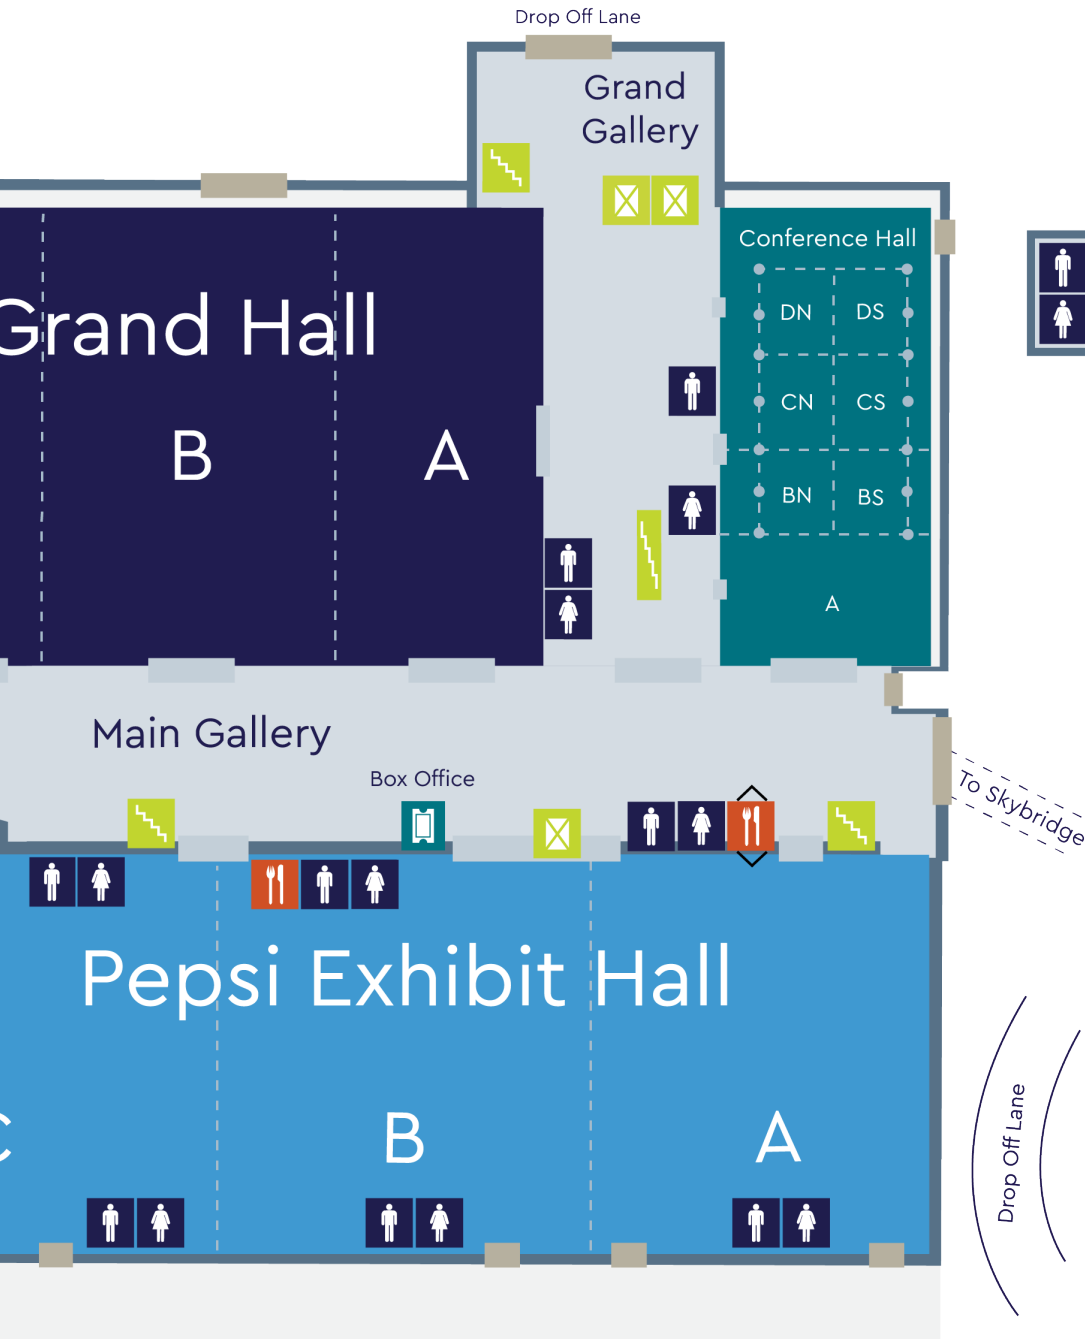 Drop Off Lane
Grand
Gallery
Conference Hall
DN
DS
Grand Hall
CN
CS
B
A
BN
BS
A
Main Gallery
Box Office
To Skybridge
Pepsi Exhibit Hall
Drop Off Lane
C
B
A